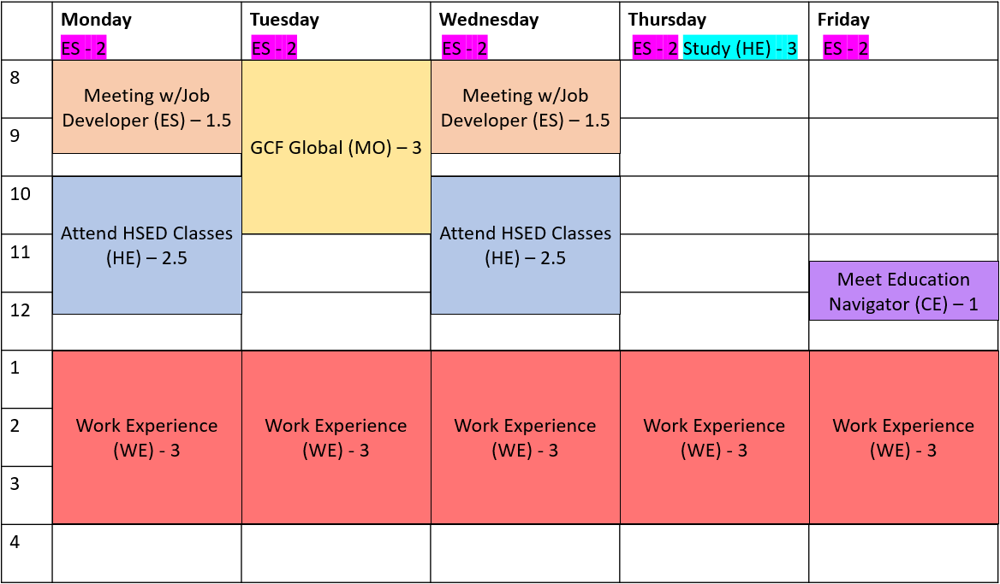 Monday
ES - 2
Tuesday
ES - 2
Wednesday
ES - 2
Thursday
ES - 2 Study (HE) - 3
Friday
ES - 2
8
Meeting w/Job
Developer (ES) – 1.5
GCF Global (MO) – 3
Meeting w/Job
Developer (ES) – 1.5
9
10
Attend HSED Classes
(HE) – 2.5
Attend HSED Classes
(HE) – 2.5
11
Meet Education
Navigator (CE) – 1
12
1
Work Experience
(WE) - 3
Work Experience
(WE) - 3
Work Experience
(WE) - 3
Work Experience
(WE) - 3
Work Experience
(WE) - 3
2
3
4